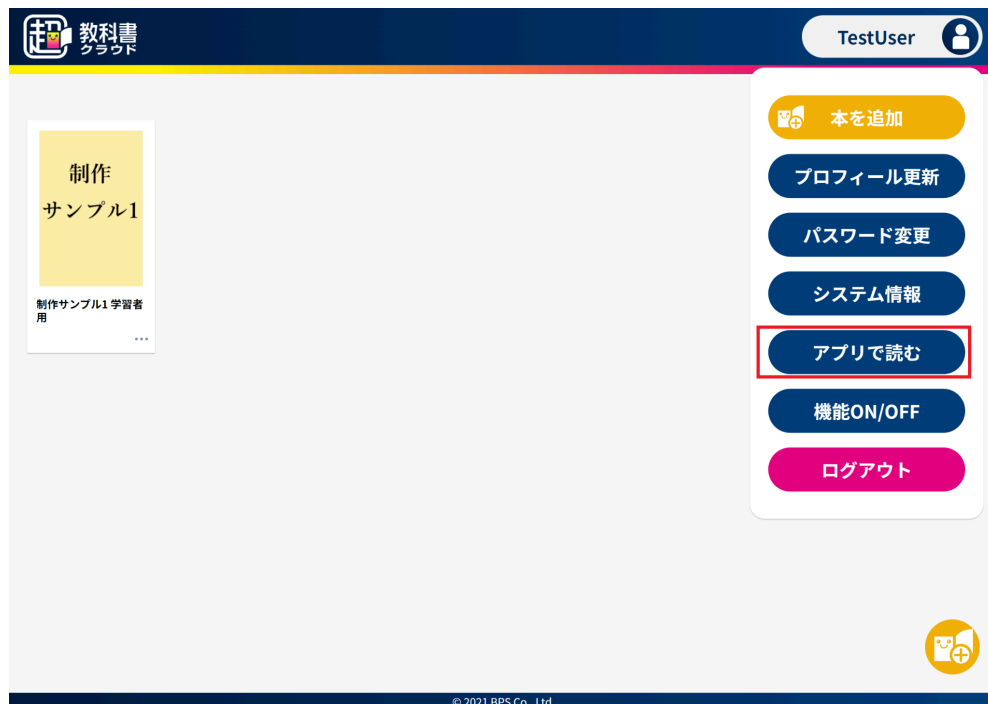 超 教科書
クラウド
TestUser
本を追加
プロフィール更新
パスワード変更
システム情報
アプリで読む
機能ON/OFF
ログアウト
制作
サンプル1
制作サンプル1 学習者
用
...
© 2021 BPS Co., Ltd.